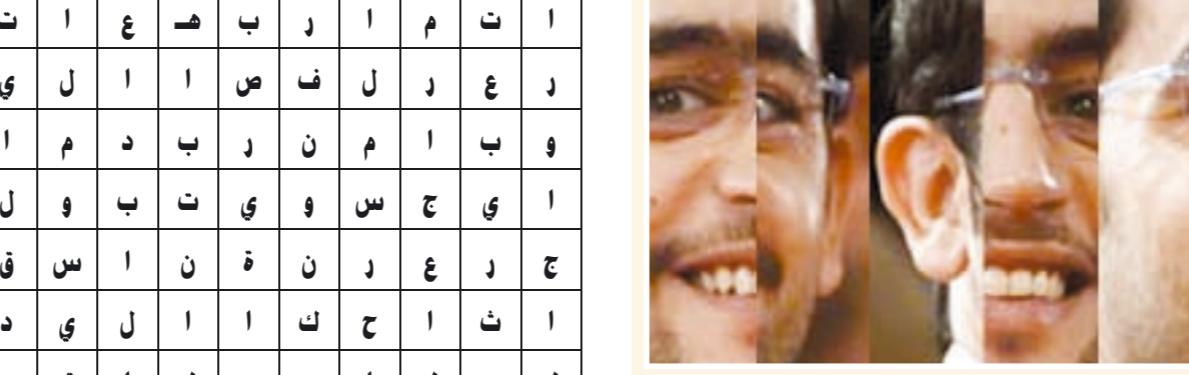 ا ت م ا ر ب هـ ع ا ت
ر ع ر ل ف ص ا ا ل ي
و ب ا م ن ر ب د م ا
ا ي ج س و ي ت ب و ل
ج ر ع ر ن ة ن ا س ق
ا ث ا ح ك ا ا ل ي د